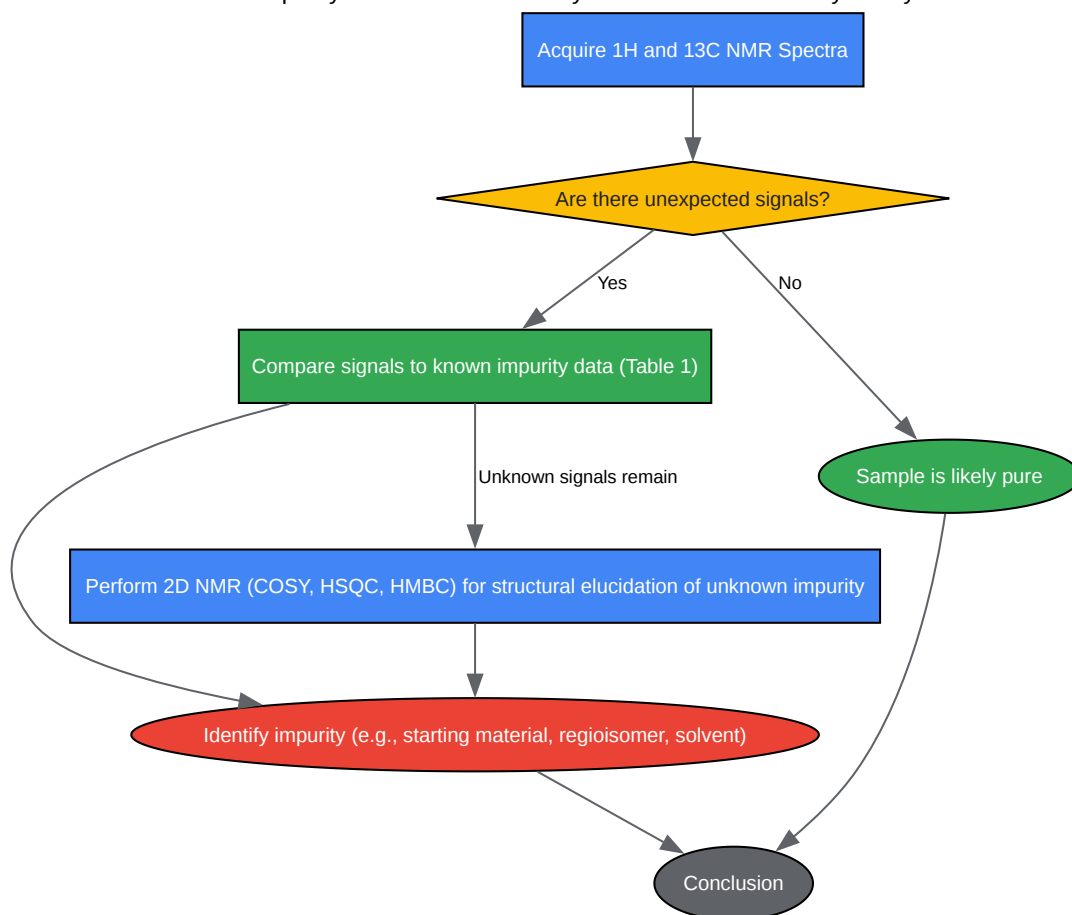 Acquire 1H and 13C NMR Spectra
Are there unexpected signals?
Yes
No
Compare signals to known impurity data (Table 1)
Unknown signals remain
Sample is likely pure
Perform 2D NMR (COSY, HSQC, HMBC) for structural elucidation of unknown impurity
Identify impurity (e.g., starting material, regioisomer, solvent)
Conclusion